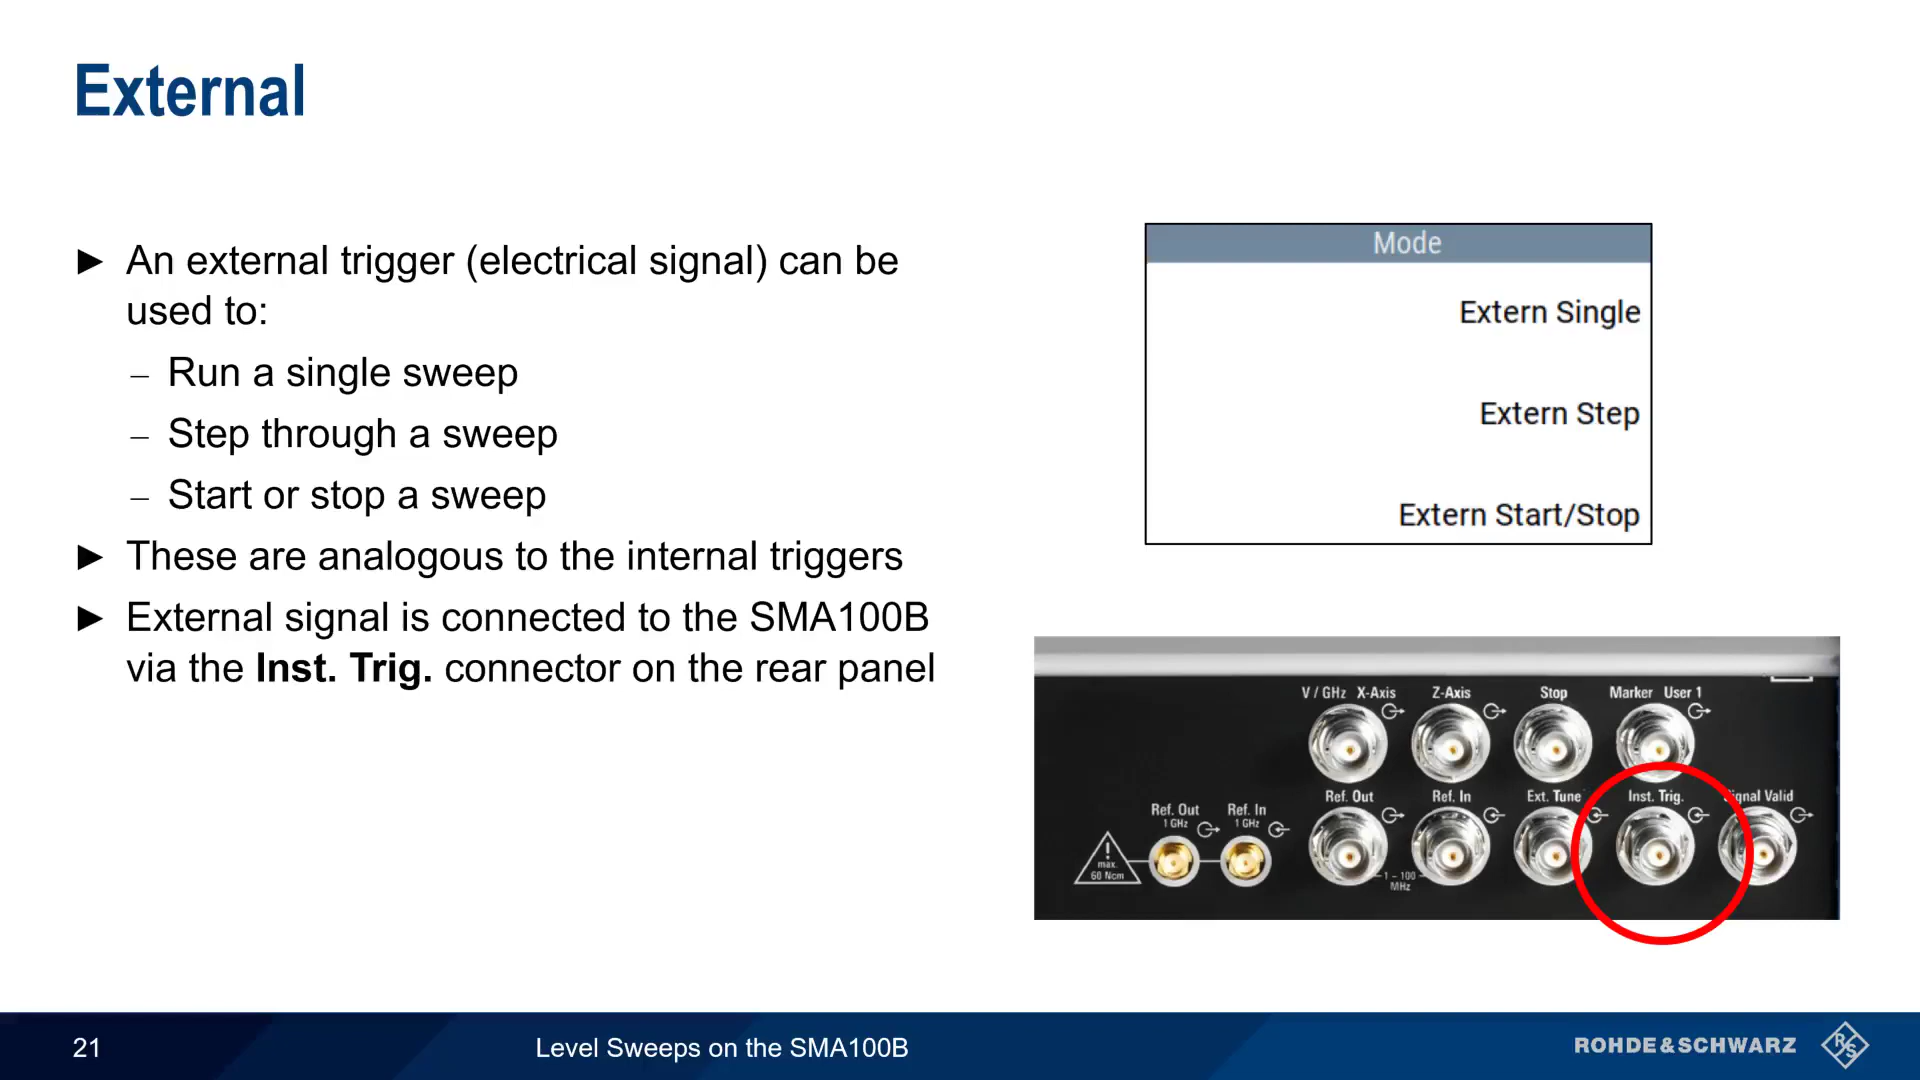 External
► An external trigger (electrical signal) can be
used to:
– Run a single sweep
– Step through a sweep
– Start or stop a sweep
► These are analogous to the internal triggers
► External signal is connected to the SMA100B
via the Inst. Trig. connector on the rear panel
Mode
Extern Single
Extern Step
Extern Start/Stop
V / GHz X-Axis Z-Axis Stop Marker User 1
Ref. Out Ref. In Ext. Tune Inst. Trig. Signal Valid
Ref. Out Ref. In
1 GHz 1 GHz
!
max.
60 Ncm
1 – 100
MHz
21
Level Sweeps on the SMA100B
ROHDE&SCHWARZ
R
S